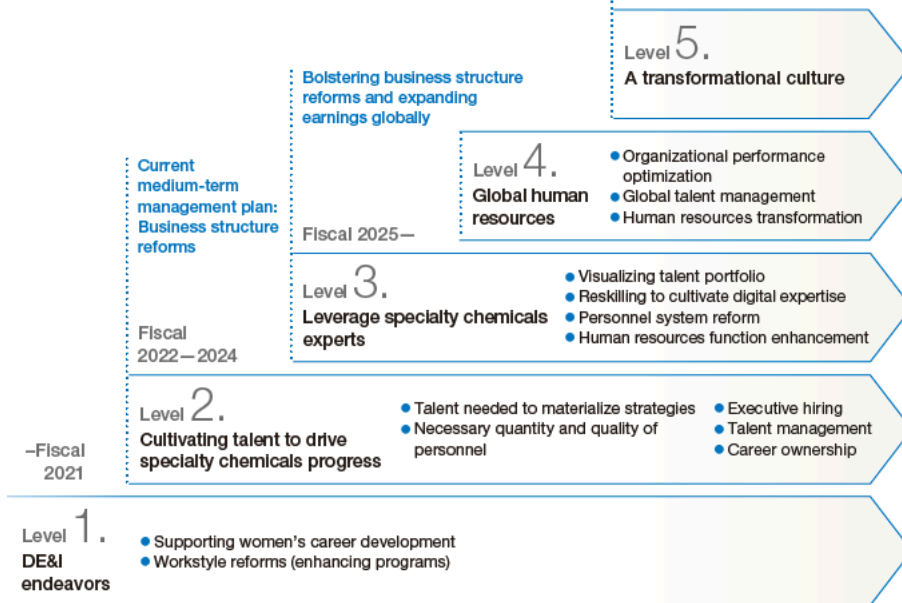 Level 5.
A transformational culture
Bolstering business structure
reforms and expanding
earnings globally
Level 4.
Global human
resources
● Organizational performance
optimization
● Global talent management
● Human resources transformation
Current
medium-term
management plan:
Business structure
reforms
Fiscal 2025—
Level 3.
Leverage specialty chemicals
experts
● Visualizing talent portfolio
● Reskilling to cultivate digital expertise
● Personnel system reform
● Human resources function enhancement
Fiscal
2022—2024
Level 2.
Cultivating talent to drive
specialty chemicals progress
● Talent needed to materialize strategies
● Necessary quantity and quality of
personnel
● Executive hiring
● Talent management
● Career ownership
–Fiscal
2021
Level 1.
DE&I
endeavors
● Supporting women's career development
● Workstyle reforms (enhancing programs)